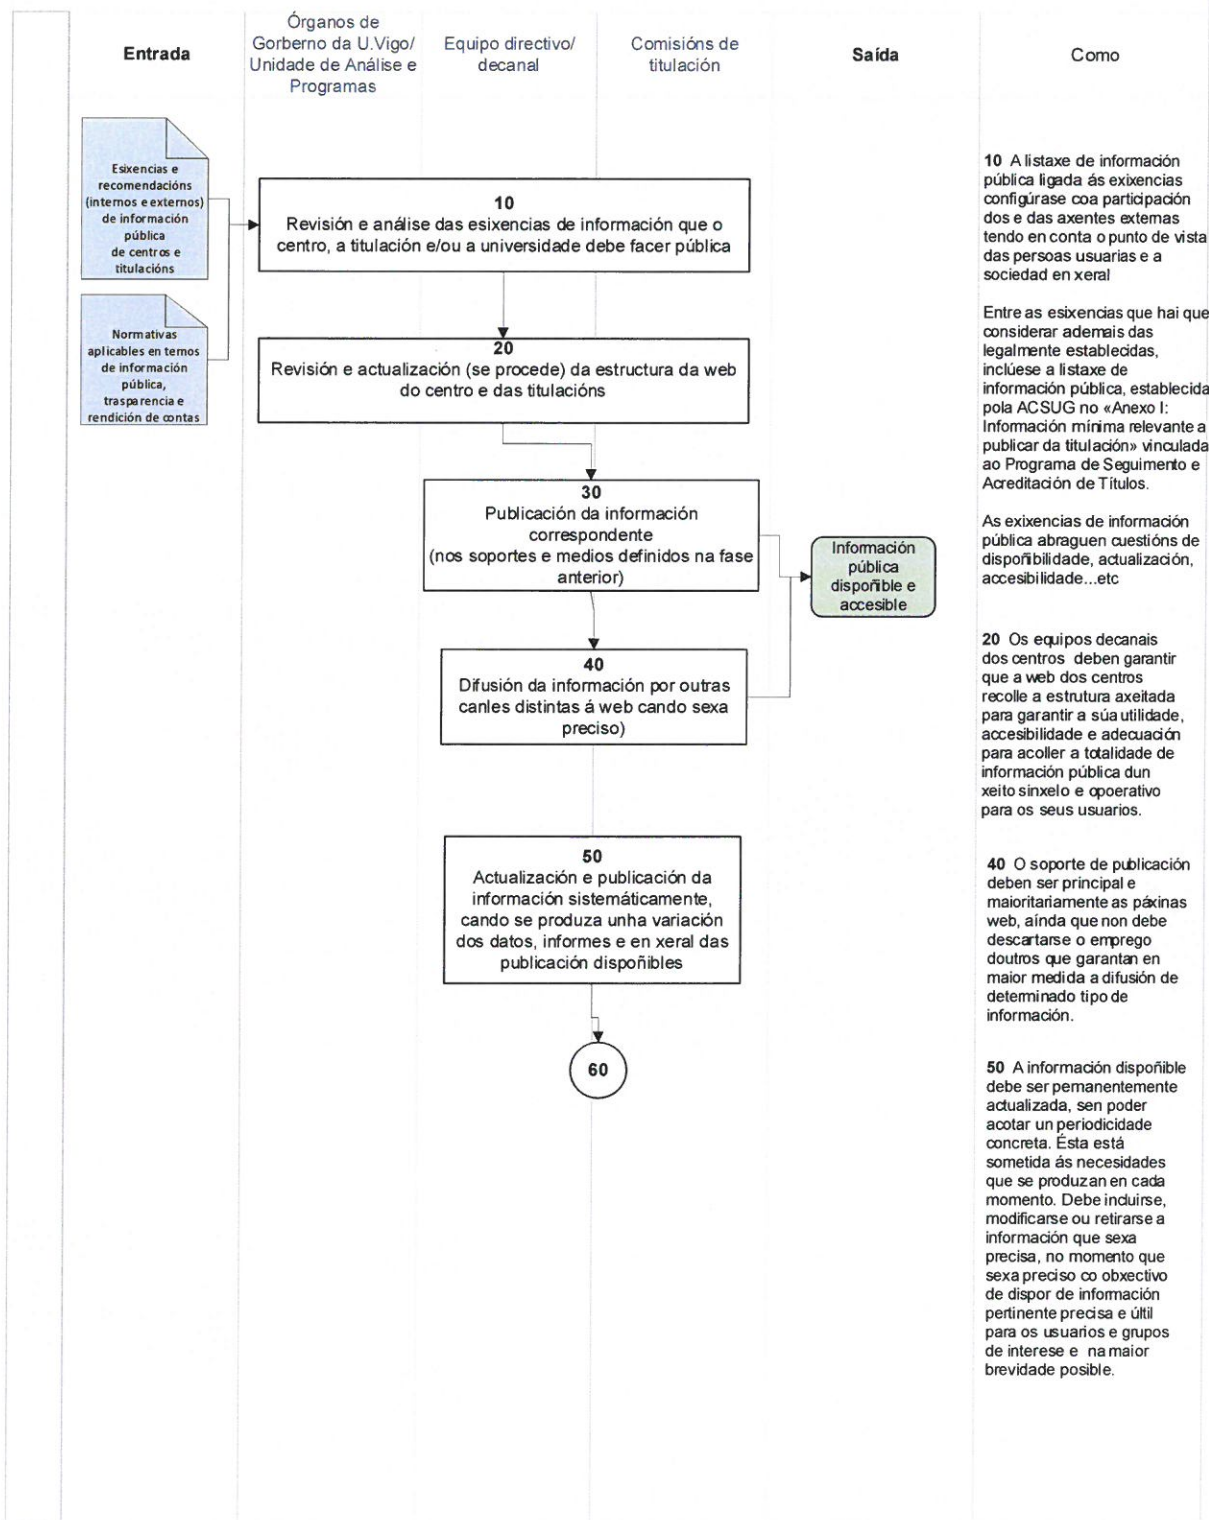 Entrada
Órganos de
Gorberno da U.Vigo/
Unidade de Análise e
Programas
Equipo directivo/
decanal
Comisións de
titulación
Saída
Como
Esixencias e
recomendacións
(internos e externos)
de información
pública
de centros e
titulacións
Normativas
aplicables en temos
de información
pública,
trasparencia e
rendición de contas
10
Revisión e análise das esixencias de información que o
centro, a titulación e/ou a universidade debe facer pública
20
Revisión e actualización (se procede) da estructura da web
do centro e das titulacións
30
Publicación da información
correspondente
(nos soportes e medios definidos na fase
anterior)
40
Difusión da información por outras
canles distintas á web cando sexa
preciso)
50
Actualización e publicación da
información sistemáticamente,
cando se produza unha variación
dos datos, informes e en xeral das
publicación dispoñibles
60
Información
pública
dispoñible e
accesible
10 A listaxe de información
pública ligada ás exixencias
configúrase coa participación
dos e das axentes externas
tendo en conta o punto de vista
das persoas usuarias e a
sociedad en xeral
Entre as esixencias que hai que
considerar ademais das
legalmente establecidas,
inclúese a listaxe de
información pública, establecida
pola ACSUG no «Anexo I:
Información mínima relevante a
publicar da titulación» vinculada
ao Programa de Seguimento e
Acreditación de Títulos.
As exixencias de información
pública abraguen cuestións de
dispoñibilidade, actualización,
accesibilidade...etc
20 Os equipos decanais
dos centros deben garantir
que a web dos centros
recolle a estrutura axeitada
para garantir a súa utilidade,
accesibilidade e adecuación
para acoller a totalidade de
información pública dun
xeito sinxelo e opoerativo
para os seus usuarios.
40 O soporte de publicación
deben ser principal e
maioritariamente as páxinas
web, aínda que non debe
descartarse o emprego
doutros que garantan en
maior medida a difusión de
determinado tipo de
información.
50 A información dispoñible
debe ser pemanentemente
actualizada, sen poder
acotar un periodicidade
concreta. Ésta está
sometida ás necesidades
que se produzan en cada
momento. Debe incluirse,
modificarse ou retirarse a
información que sexa
precisa, no momento que
sexa preciso co obxectivo
de dispor de información
pertinente precisa e últil
para os usuarios e grupos
de interese e na maior
brevidade posible.